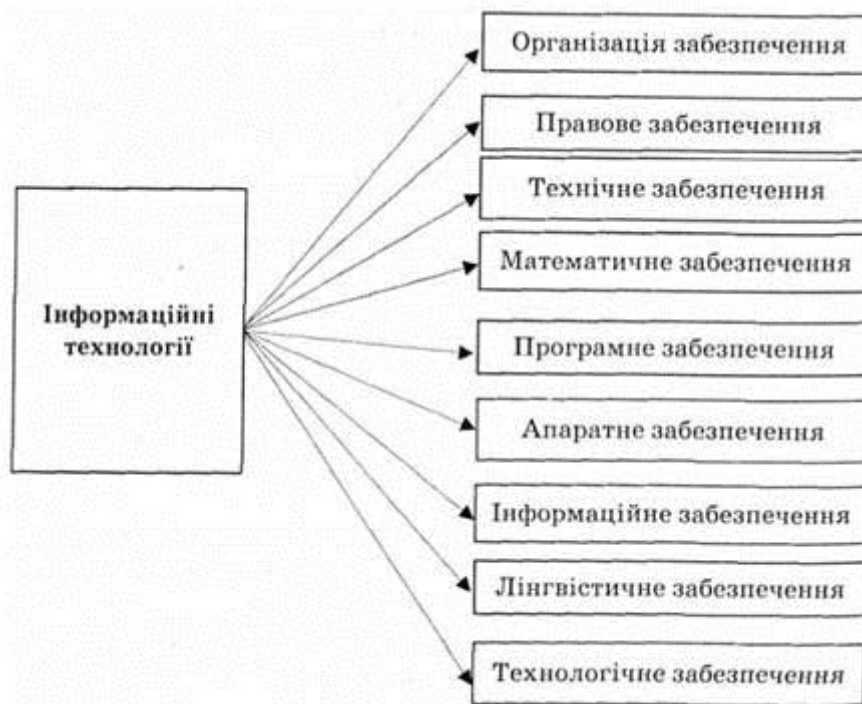 Організація забезпечення
Правове забезпечення
Технічне забезпечення
Математичне забезпечення
Інформаційні
технології
Програмне забезпечення
Апаратне забезпечення
Інформаційне забезпечення
Лінгвістичне забезпечення
Технологічне забезпечення